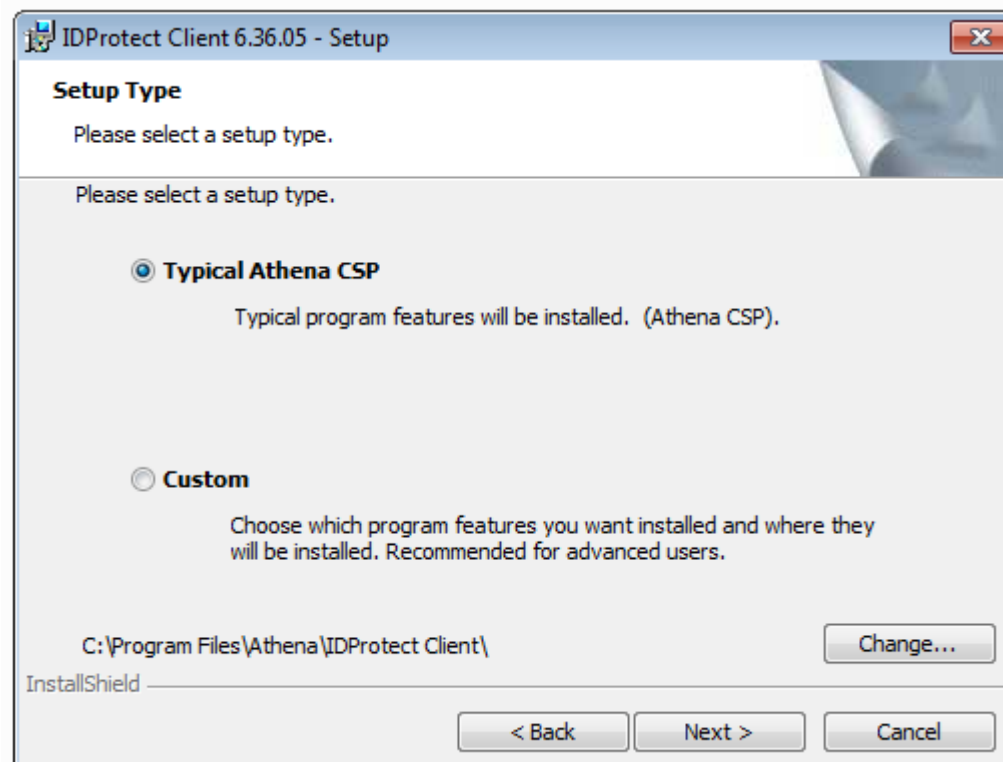 IDProtect Client 6.36.05 - Setup
Setup Type
Please select a setup type.
Please select a setup type.
Typical Athena CSP
Typical program features will be installed.  (Athena CSP).
Custom
Choose which program features you want installed and where they
will be installed. Recommended for advanced users.
C:\Program Files\Athena\IDProtect Client\
Change...
InstallShield
< Back
Next >
Cancel